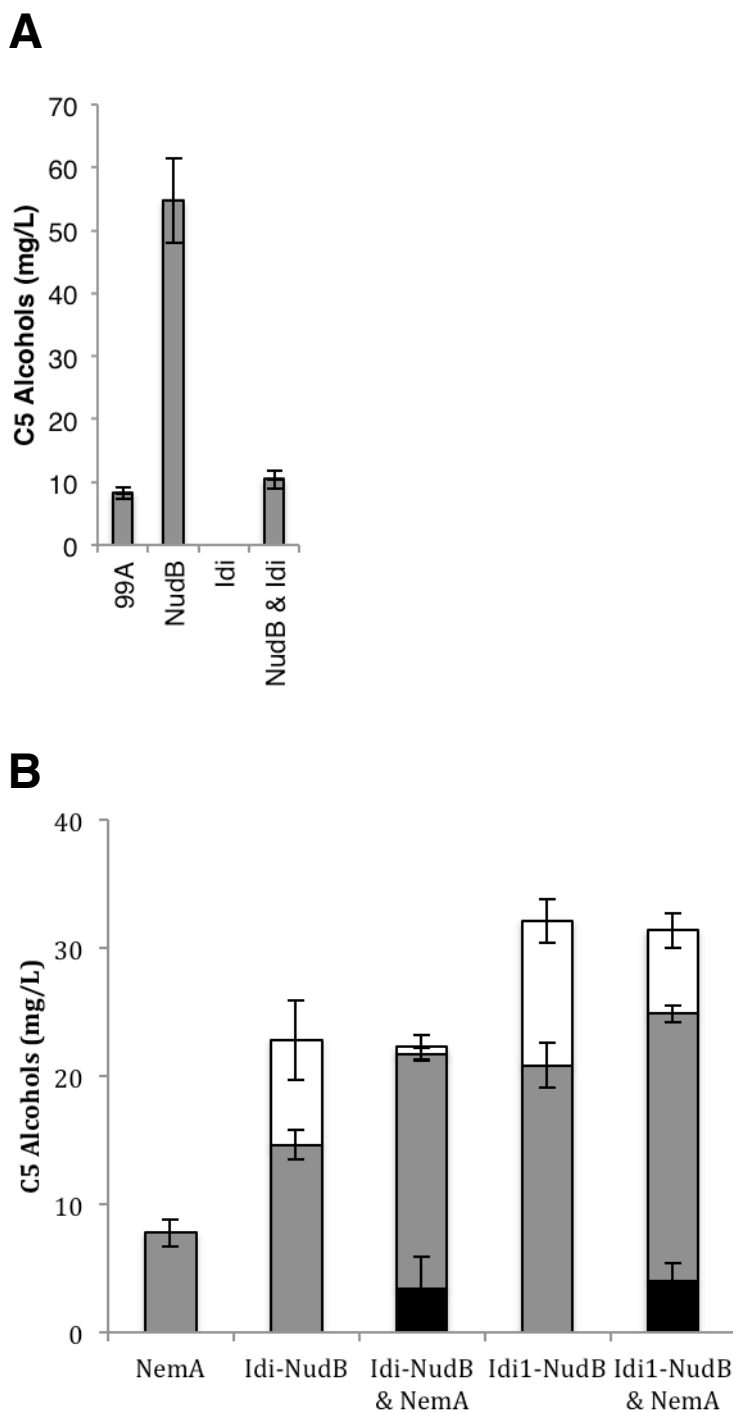 A
C5 Alcohols (mg/L)
70
60
50
40
30
20
10
0
99A
NudB
Idi
NudB & Idi
B
C5 Alcohols (mg/L)
40
30
20
10
0
NemA
Idi-NudB
Idi-NudB
& NemA
Idi1-NudB
Idi1-NudB
& NemA